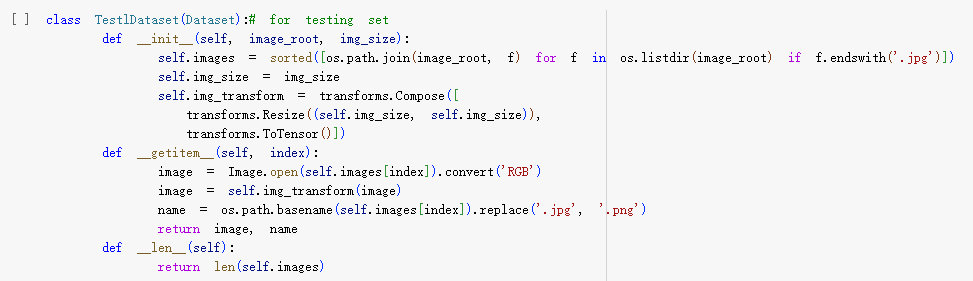 [ ] class TestlDataset(Dataset):# for testing set
def __init__(self, image_root, img_size):
self.images = sorted([os.path.join(image_root, f) for f in os.listdir(image_root) if f.endswith('.jpg')])
self.img_size = img_size
self.img_transform = transforms.Compose([
transforms.Resize((self.img_size, self.img_size)),
transforms.ToTensor()])
def __getitem__(self, index):
image = Image.open(self.images[index]).convert('RGB')
image = self.img_transform(image)
name = os.path.basename(self.images[index]).replace('.jpg', '.png')
return image, name
def __len__(self):
return len(self.images)